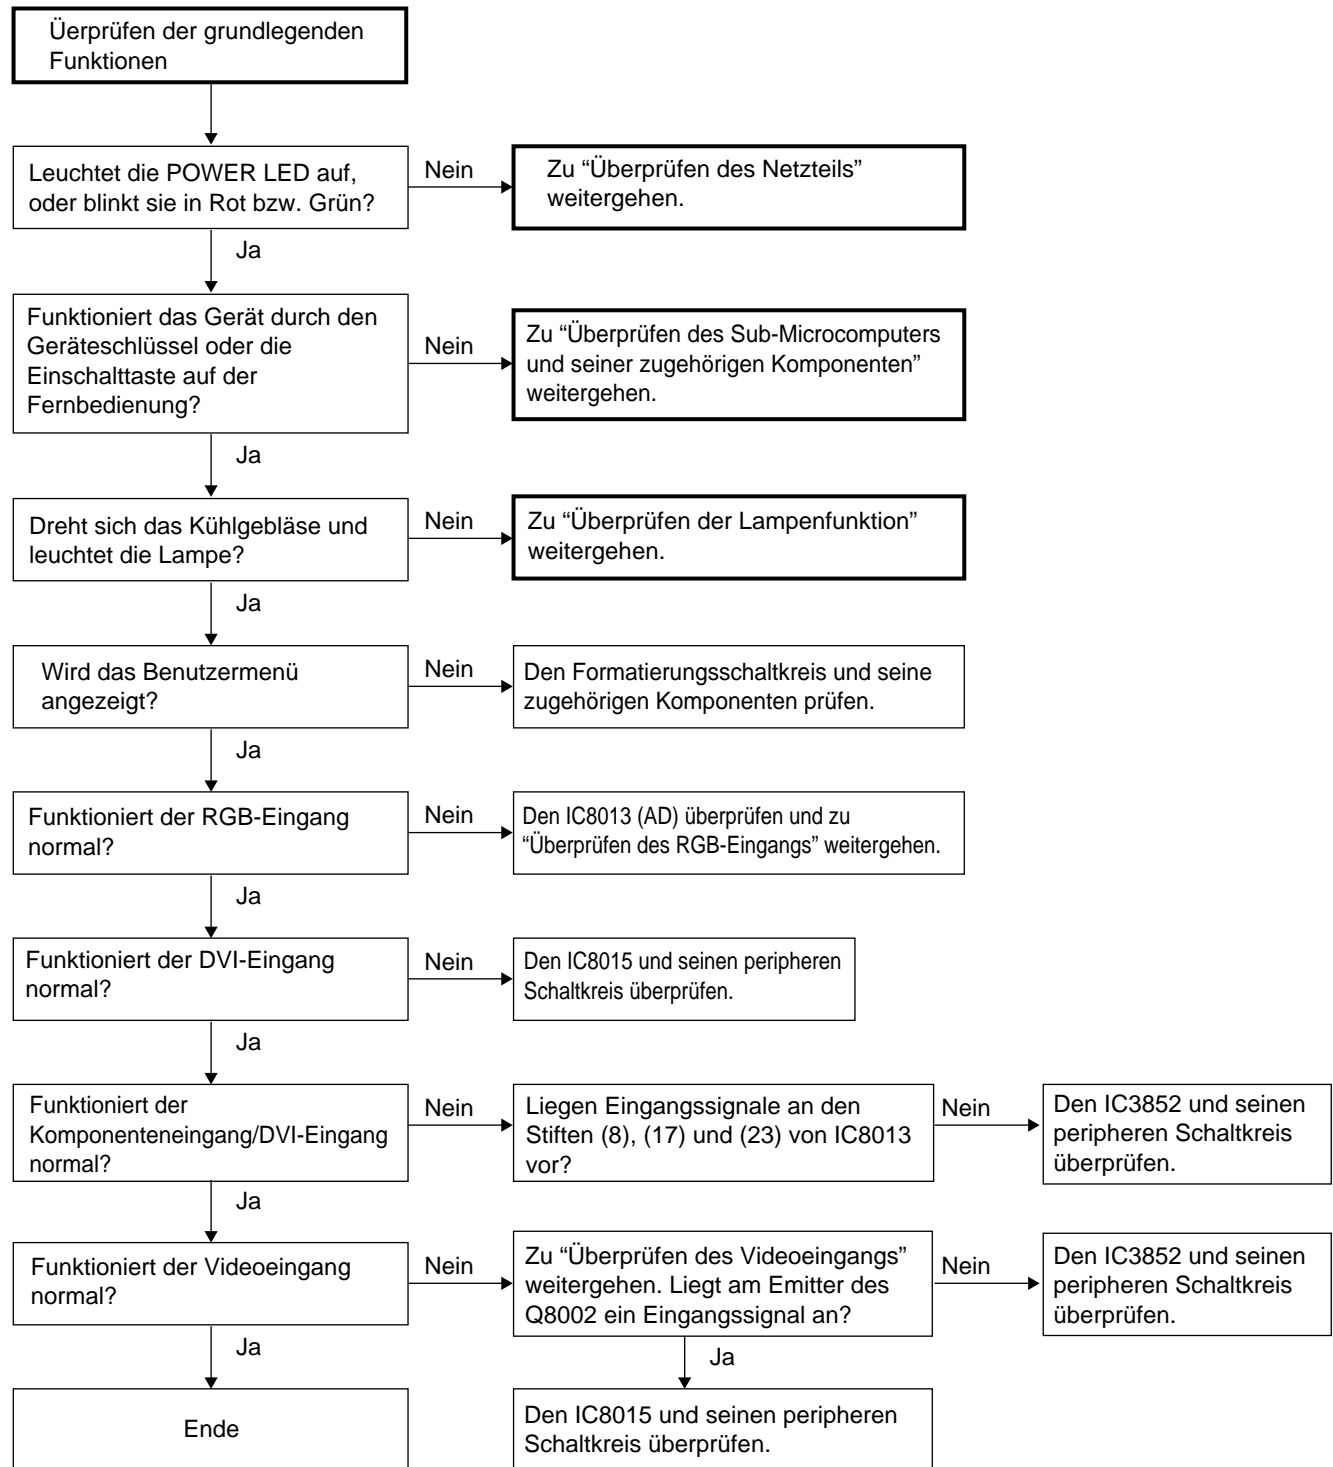 Üerprüfen der grundlegenden
Funktionen
Leuchtet die POWER LED auf,
oder blinkt sie in Rot bzw. Grün?
Nein
Zu “Überprüfen des Netzteils”
weitergehen.
Ja
Funktioniert das Gerät durch den
Geräteschlüssel oder die
Einschalttaste auf der
Fernbedienung?
Nein
Zu “Überprüfen des Sub-Microcomputers
und seiner zugehörigen Komponenten”
weitergehen.
Ja
Dreht sich das Kühlgebläse und
leuchtet die Lampe?
Nein
Zu “Überprüfen der Lampenfunktion”
weitergehen.
Ja
Wird das Benutzermenü
angezeigt?
Nein
Den Formatierungsschaltkreis und seine
zugehörigen Komponenten prüfen.
Ja
Funktioniert der RGB-Eingang
normal?
Nein
Den IC8013 (AD) überprüfen und zu
“Überprüfen des RGB-Eingangs” weitergehen.
Ja
Funktioniert der DVI-Eingang
normal?
Nein
Den IC8015 und seinen peripheren
Schaltkreis überprüfen.
Ja
Funktioniert der
Komponenteneingang/DVI-Eingang
normal?
Nein
Liegen Eingangssignale an den
Stiften (8), (17) und (23) von IC8013
vor?
Nein
Den IC3852 und seinen
peripheren Schaltkreis
überprüfen.
Ja
Funktioniert der Videoeingang
normal?
Nein
Zu “Überprüfen des Videoeingangs”
weitergehen. Liegt am Emitter des
Q8002 ein Eingangssignal an?
Nein
Den IC3852 und seinen
peripheren Schaltkreis
überprüfen.
Ja
Ja
Ende
Den IC8015 und seinen peripheren
Schaltkreis überprüfen.